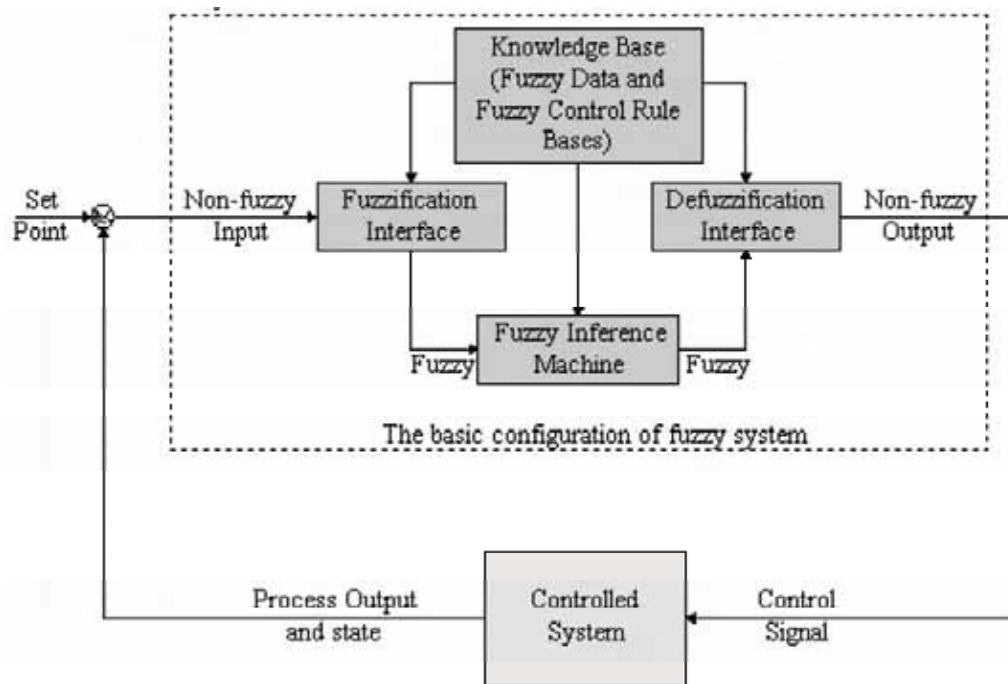 Knowledge Base
(Fuzzy Data and
Fuzzy Control Rule
Bases)
Set
Point
Non-fuzzy
Input
Fuzzification
Interface
Defuzzification
Interface
Non-fuzzy
Output
Fuzzy
Fuzzy Inference
Machine
Fuzzy
The basic configuration of fuzzy system
Process Output
and state
Controlled
System
Control
Signal